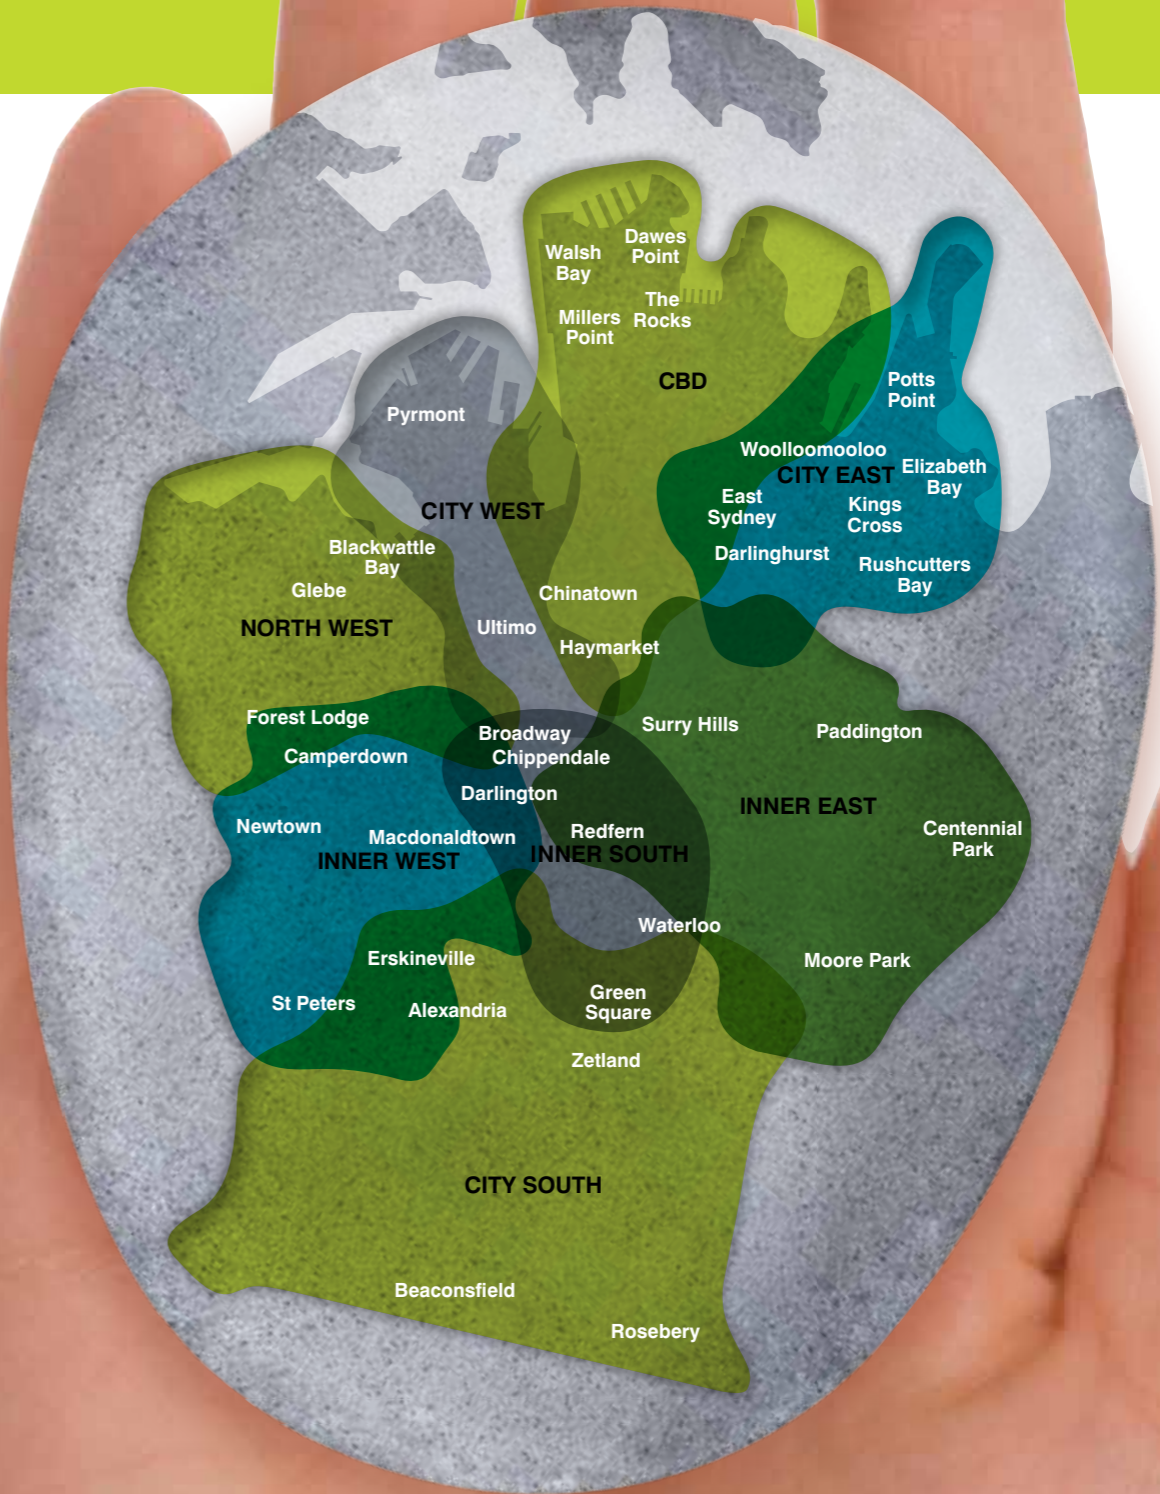 Walsh
Bay
Dawes
Point
The
Rocks
Millers
Point
CBD
Potts
Point
Pyrmont
Woolloomooloo
CITY EAST
Elizabeth
Bay
East
Sydney
Kings
Cross
CITY WEST
Darlinghurst
Rushcutters
Bay
Blackwattle
Bay
Glebe
Chinatown
NORTH WEST
Ultimo
Haymarket
Forest Lodge
Broadway
Surry Hills
Paddington
Camperdown
Chippendale
Darlington
INNER EAST
Newtown
Macdonaldtown
Redfern
Centennial
Park
INNER WEST
INNER SOUTH
Waterloo
Erskineville
Moore Park
St Peters
Alexandria
Green
Square
Zetland
CITY SOUTH
Beaconsfield
Rosebery